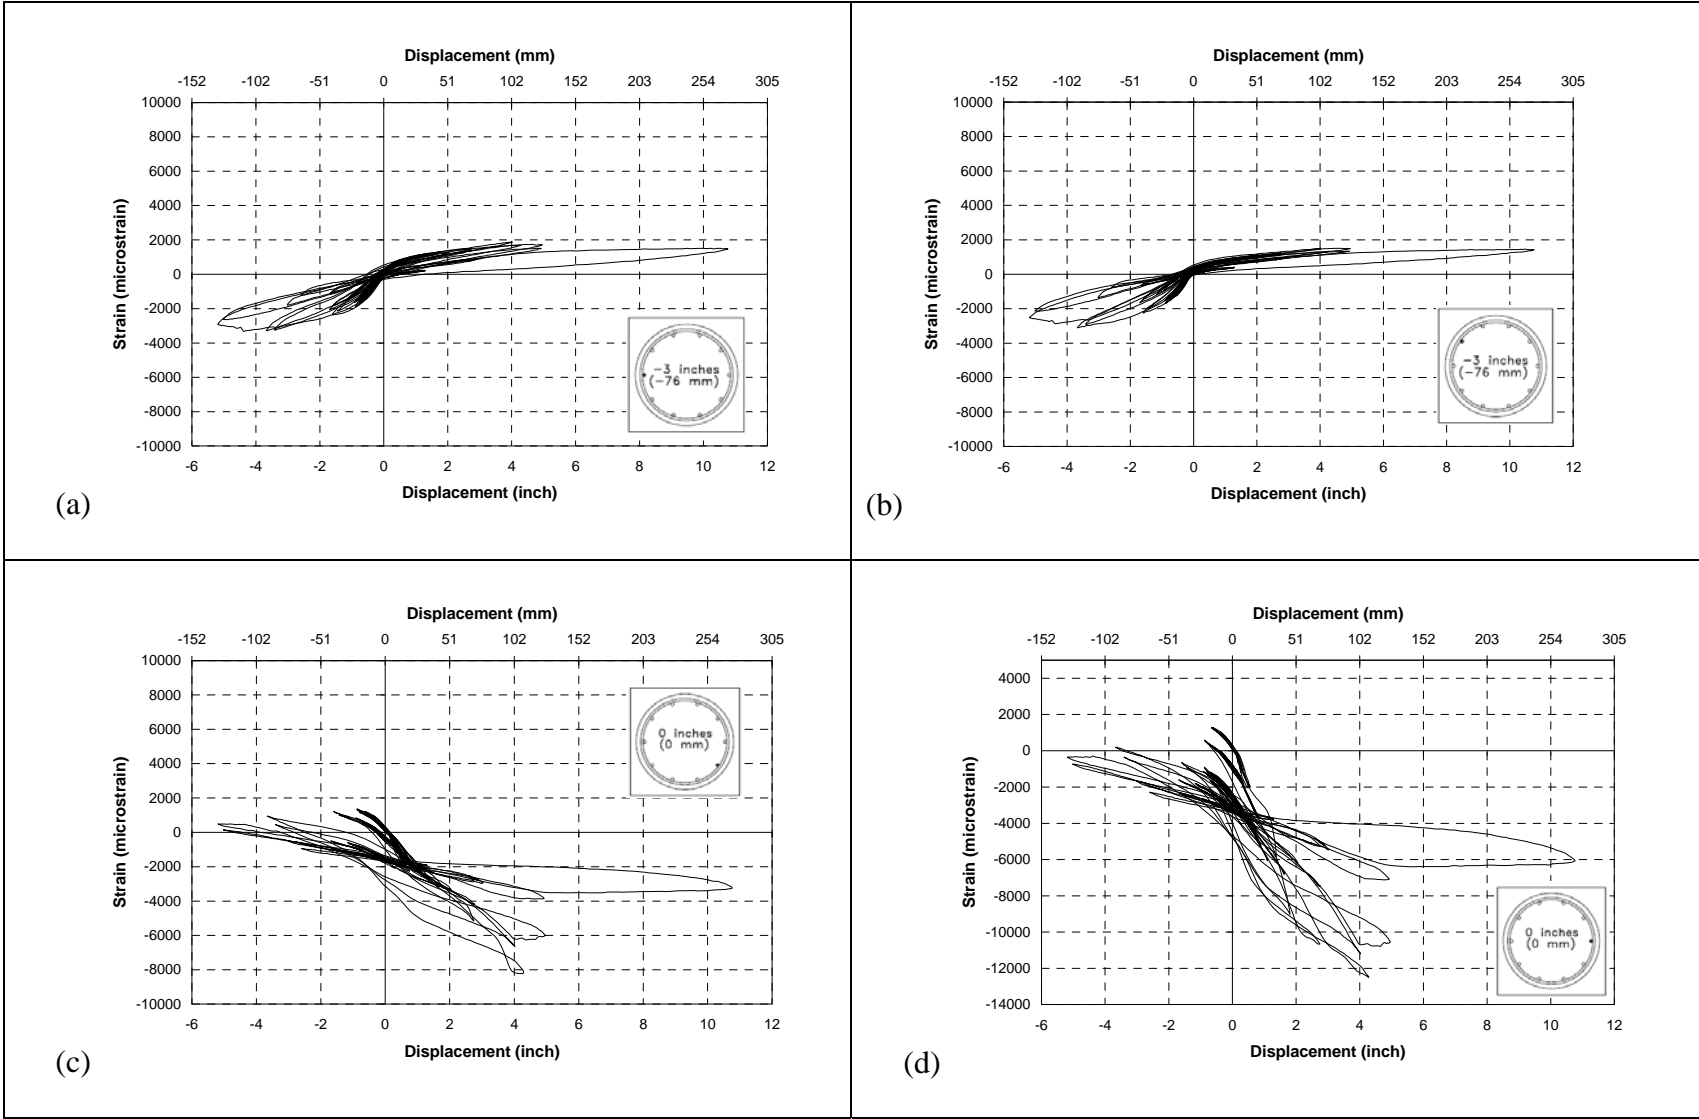 Displacement (mm)
-152 -102 -51 0 51 102 152 203 254 305
10000
8000
6000
4000
2000
0
-2000
-4000
-6000
-8000
-10000
Strain (microstrain)
-3 inches
(-76 mm)
-6 -4 -2 0 2 4 6 8 10 12
Displacement (inch)
(a)
Displacement (mm)
-152 -102 -51 0 51 102 152 203 254 305
10000
8000
6000
4000
2000
0
-2000
-4000
-6000
-8000
-10000
Strain (microstrain)
-3 inches
(-76 mm)
-6 -4 -2 0 2 4 6 8 10 12
Displacement (inch)
(b)
Displacement (mm)
-152 -102 -51 0 51 102 152 203 254 305
10000
8000
6000
4000
2000
0
-2000
-4000
-6000
-8000
-10000
Strain (microstrain)
0 inches
(0 mm)
-6 -4 -2 0 2 4 6 8 10 12
Displacement (inch)
(c)
Displacement (mm)
-152 -102 -51 0 51 102 152 203 254 305
4000
2000
0
-2000
-4000
-6000
-8000
-10000
-12000
-14000
Strain (microstrain)
0 inches
(0 mm)
-6 -4 -2 0 2 4 6 8 10 12
Displacement (inch)
(d)